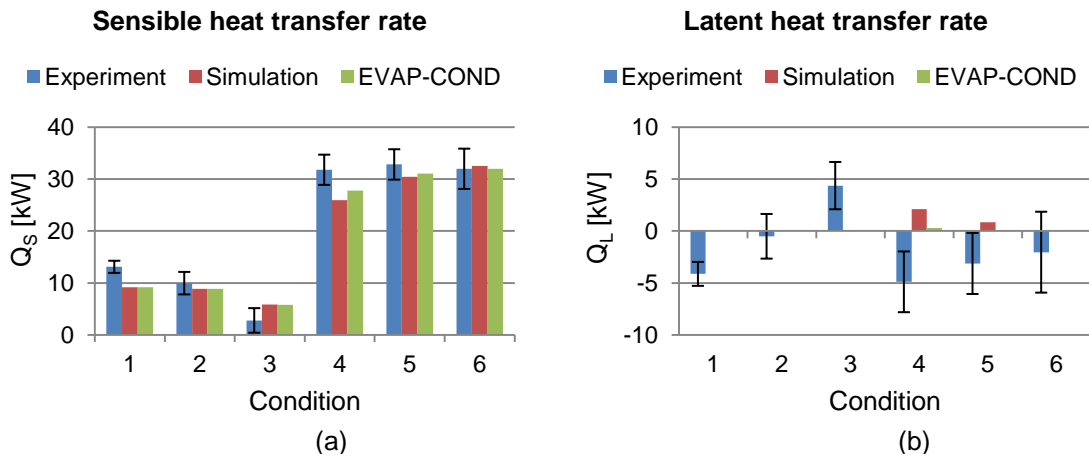 Sensible heat transfer rate
Experiment Simulation EVAP-COND
40
30
20
10
0
Q_S [kW]
1 2 3 4 5 6
Condition
(a)
Latent heat transfer rate
Experiment Simulation EVAP-COND
10
5
0
-5
-10
Q_L [kW]
1 2 3 4 5 6
Condition
(b)